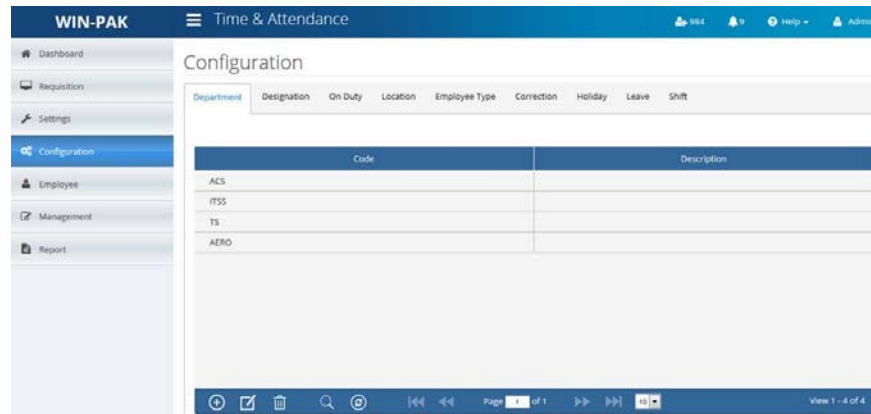 WIN-PAK
Time & Attendance
984
9
Help
Admi
Dashboard
Requisition
Settings
Configuration
Employee
Management
Report
Configuration
Department Designation On Duty Location Employee Type Correction Holiday Leave Shift
Code Description
ACS
ITSS
TS
AERO
Page 1 of 1
10
View 1 - 4 of 4